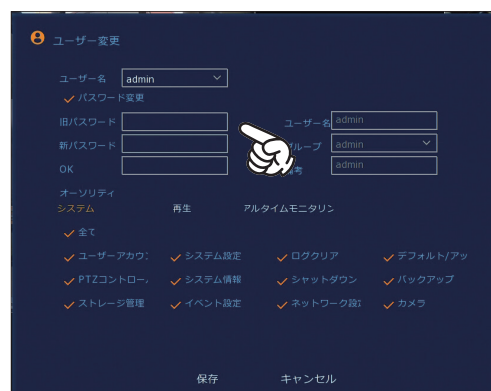 ユーザー変更
ユーザー名 admin
パスワード変更
旧パスワード ユーザー名 admin
新パスワード グループ admin
OK 備考 admin
オーソリティ
システム 再生 アルタイムモニタリン
全て
ユーザーアカウ システム設定 ログクリア デフォルト/アッ
PTZコントロー システム情報 シャットダウン バックアップ
ストレージ管理 イベント設定 ネットワーク設 カメラ
保存 キャンセル